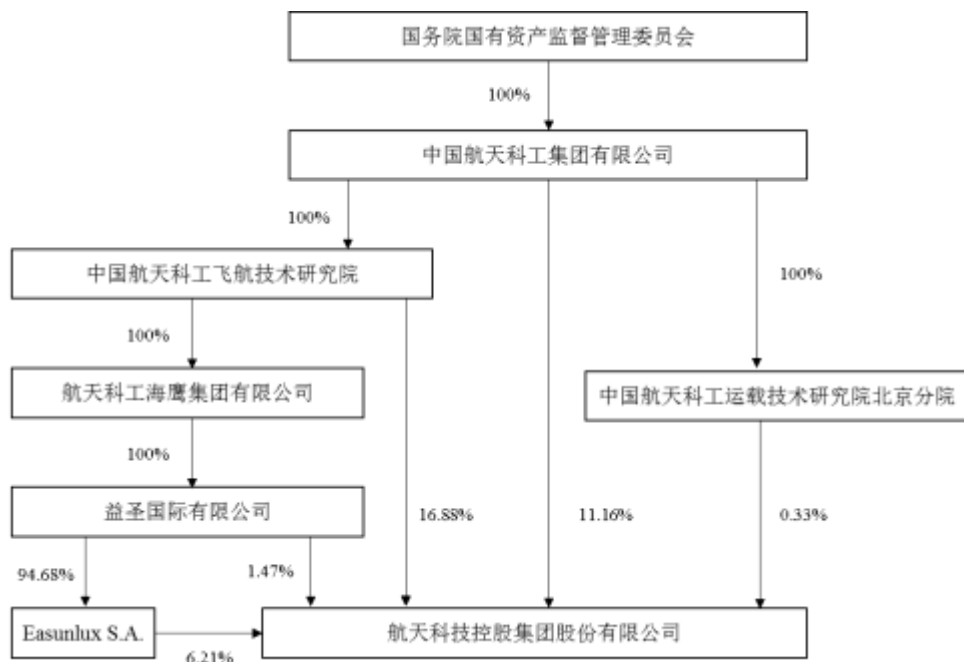 国务院国有资产监督管理委员会
100%
中国航天科工集团有限公司
100%
中国航天科工飞航技术研究院
100%
100%
航天科工海鹰集团有限公司
中国航天科工运载技术研究院北京分院
100%
益圣国际有限公司
16.88%
11.16%
0.33%
94.68%
1.47%
Easunlux S.A.
航天科技控股集团股份有限公司
6.21%